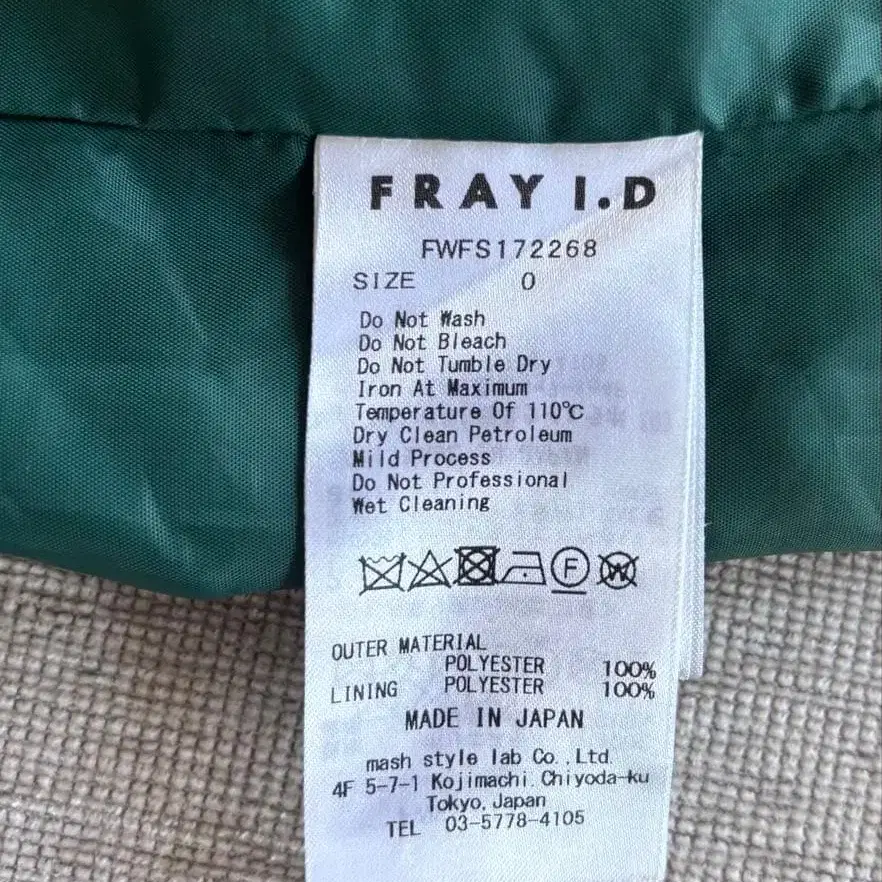 FRAY I.D
FWFS172268
SIZE 0
Do Not Wash
Do Not Bleach
Do Not Tumble Dry
Iron At Maximum
Temperature Of 110℃
Dry Clean Petroleum
Mild Process
Do Not Professional
Wet Cleaning
F W
OUTER MATERIAL
POLYESTER 100%
LINING POLYESTER 100%
MADE IN JAPAN
mash style lab Co.,Ltd.
4F 5-7-1 Kojimachi Chiyoda-ku
Tokyo, Japan
TEL 03-5778-4105